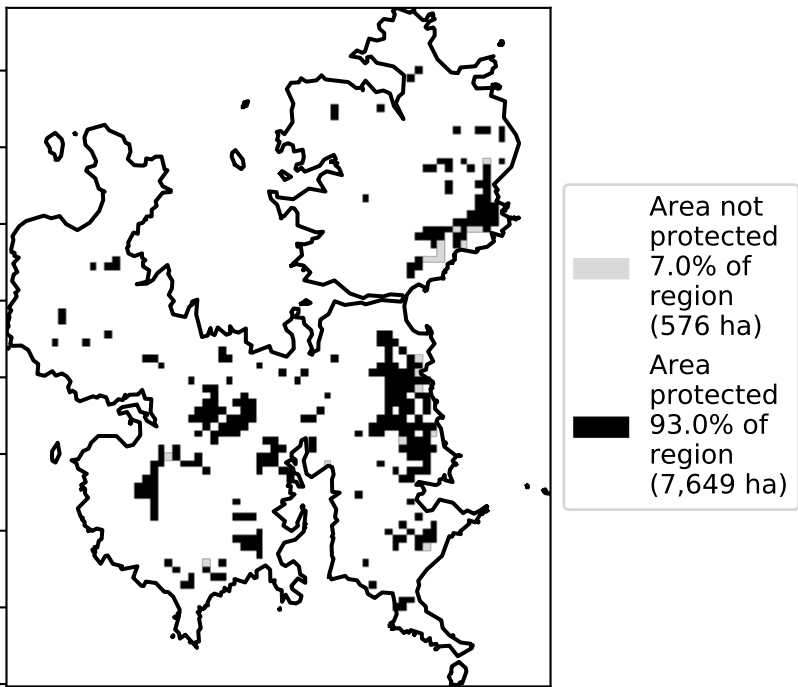 Area not
protected
7.0% of
region
(576 ha)
Area
protected
93.0% of
region
(7,649 ha)